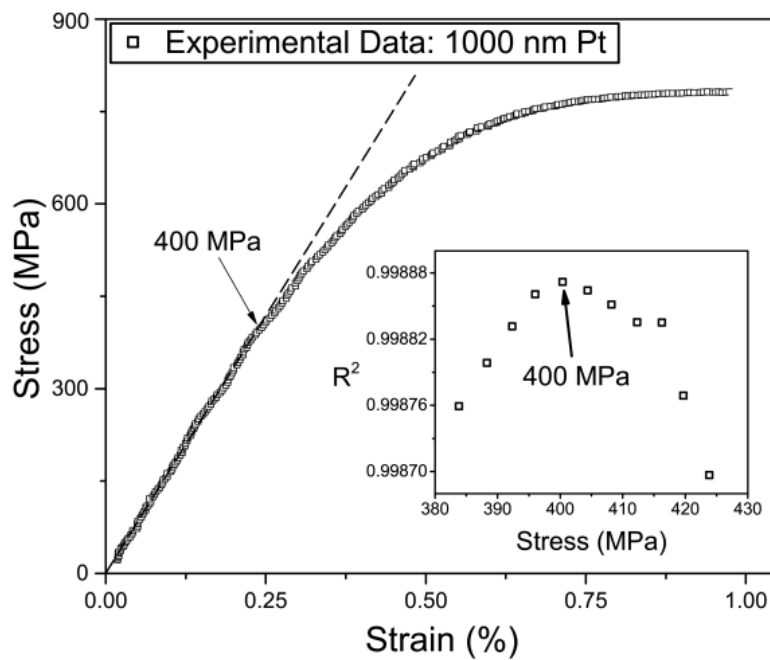 900
Experimental Data: 1000 nm Pt
600
400 MPa
Stress (MPa)
300
0
0.00
0.25
0.50
0.75
1.00
Strain (%)
0.99888
0.99882
R²
400 MPa
0.99876
0.99870
380
390
400
410
420
430
Stress (MPa)